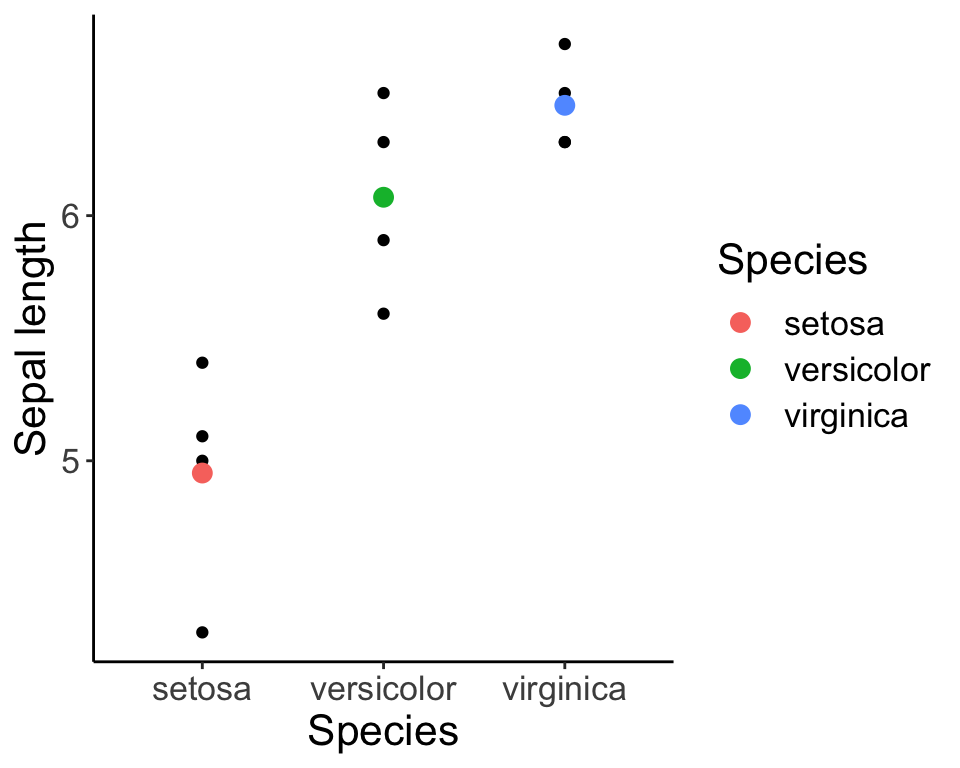 Sepal length
6
5
setosa versicolor virginica
Species
Species
setosa
versicolor
virginica